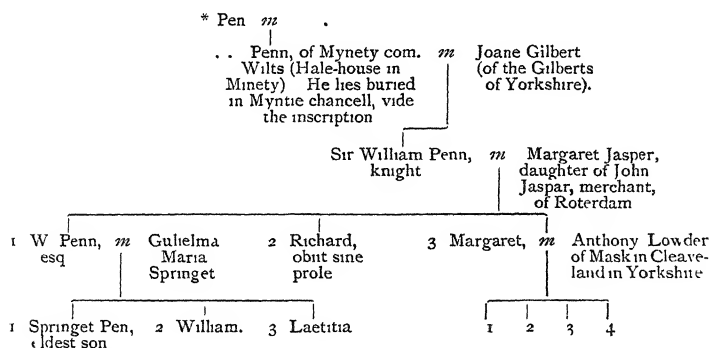 * Pen m .
. . Penn, of Mynety com. m Joane Gilbert
Wilts (Hale-house in (of the Gilberts
Minety) He lies buried of Yorkshire).
in Myntie chancell, vide
the inscription
Sir William Penn, m Margaret Jasper,
knight daughter of John
Jaspar, merchant,
of Roterdam
1 W Penn, m Gulielma 2 Richard, 3 Margaret, m Anthony Lowder
esq Maria obiit sine of Mask in Cleave-
Springet prole land in Yorkshire
1 Springet Pen, 2 William. 3 Laetitia 1 2 3 4
eldest son